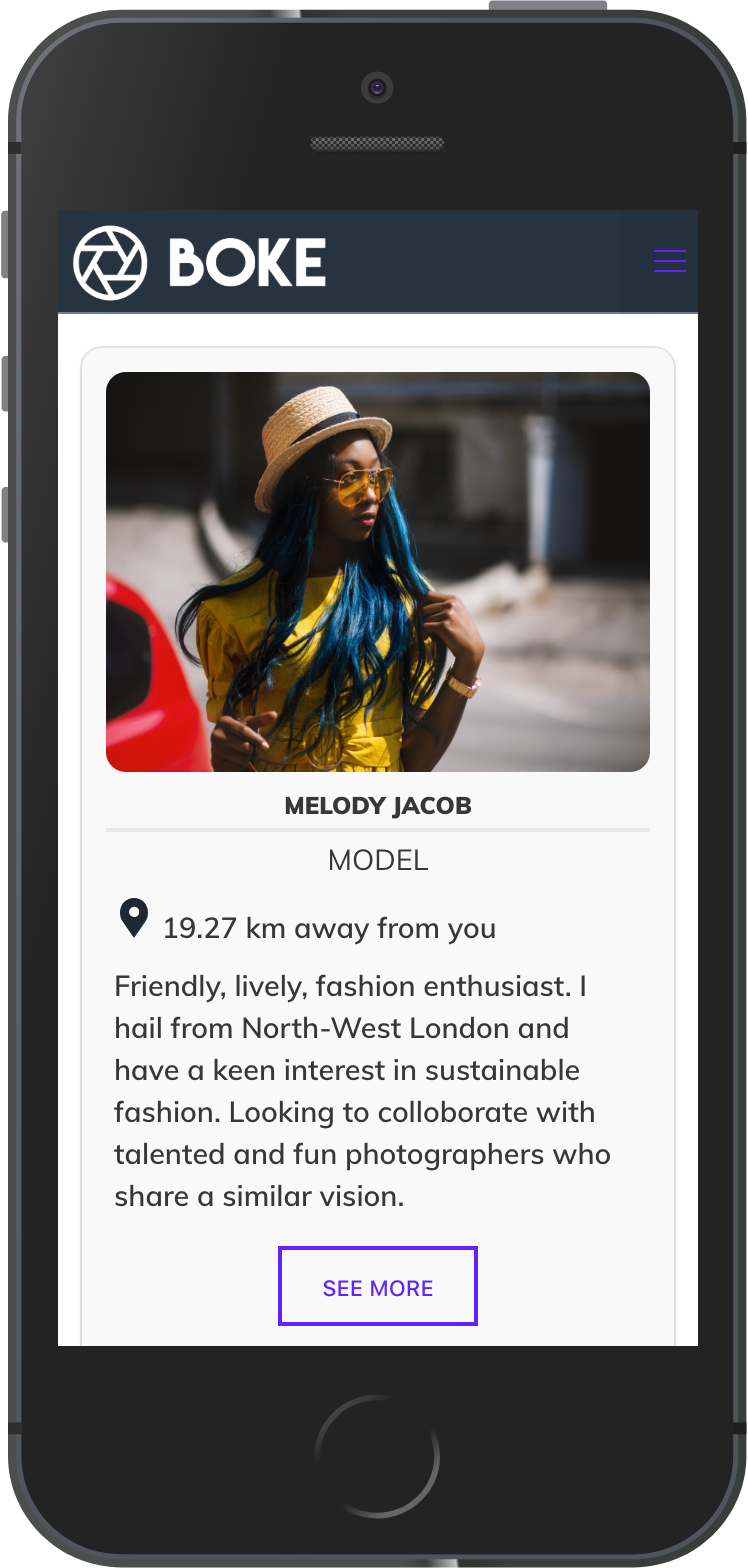 BOKE
MELODY JACOB
MODEL
19.27 km away from you
Friendly, lively, fashion enthusiast. I
hail from North-West London and
have a keen interest in sustainable
fashion. Looking to colloborate with
talented and fun photographers who
share a similar vision.
SEE MORE